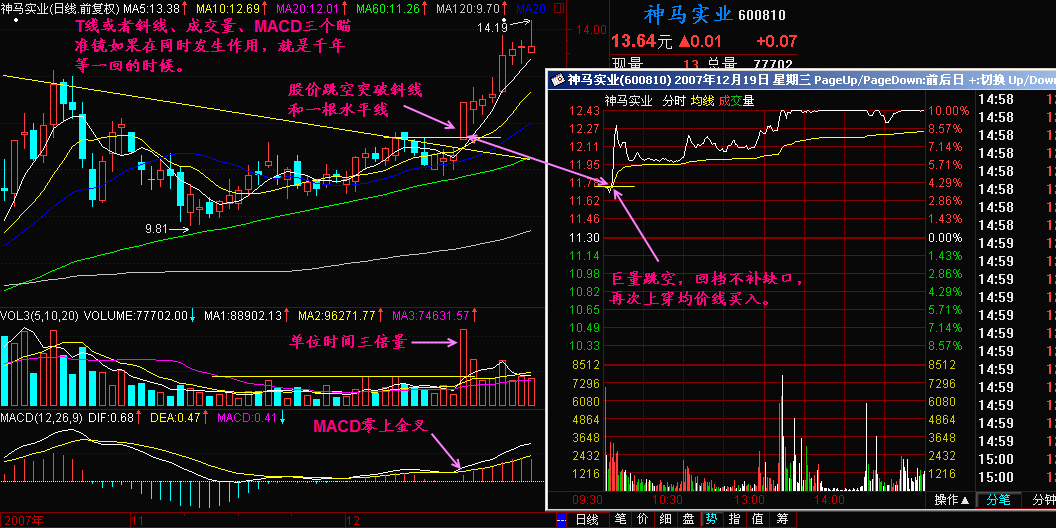 神马实业(日线.前复权) MA5:13.38↑ MA10:12.69↑ MA20:12.01↑ MA60:11.26↑ MA120:9.70↑ MA20
T线或者斜线、成交量、MACD三个瞄
准镜如果在同时发生作用，就是千年
等一回的时候。
14.19
14.00
股价跳空突破斜线
和一根水平线
9.81
VOL3(5,10,20) VOLUME:77702.00↓ MA1:88902.13↑ MA2:96271.77↑ MA3:74631.57↑
单位时间三倍量
MACD(12,26,9) DIF:0.68↑ DEA:0.47↑ MACD:0.41↓
MACD零上金叉
2007年 11 12
神马实业 600810
13.64元 ▲0.01 +0.07
现量 13 总量 77702
神马实业(600810) 2007年12月19日 星期三 PageUp/PageDown:前后日 +:切换 Up/Down
神马实业 分时 均线 成交量
12.43 10.00%
12.27 8.57%
12.11 7.14%
11.95 5.71%
11.78 4.29%
11.62 2.86%
11.46 1.43%
11.30 0.00%
11.14 1.43%
10.98 2.86%
10.82 4.29%
10.65 5.71%
10.49 7.14%
10.33 8.57%
巨量跳空，回档不补缺口，
再次上穿均价线买入。
8512 8512
7296 7296
6080 6080
4864 4864
3648 3648
2432 2432
1216 1216
09:30 10:30 13:00 14:00
14:58
14:58
14:58
14:58
14:58
14:58
14:58
14:58
14:59
14:59
14:59
14:59
14:59
14:59
14:59
14:59
14:59
14:59
14:59
14:59
15:00
15:00
操作▲ 分笔 分钟
日线 笔 价 细 盘 势 指 值 筹